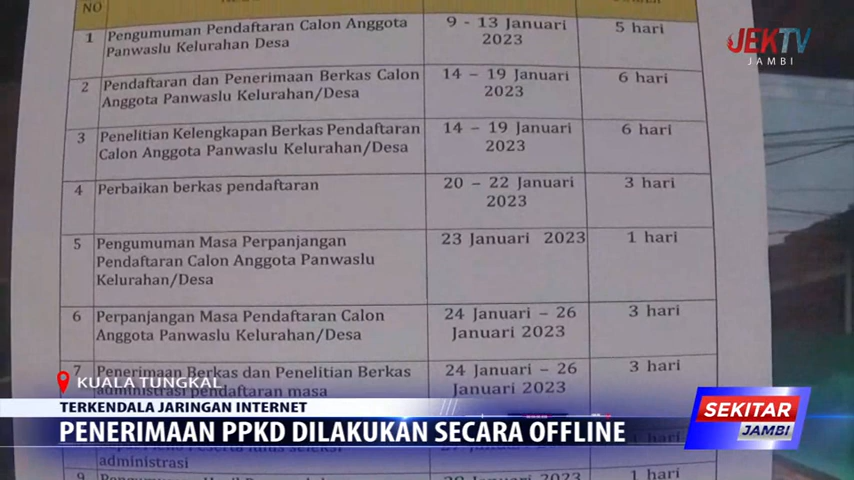 NO
1 Pengumuman Pendaftaran Calon Anggota 9 - 13 Januari 5 hari
Panwaslu Kelurahan Desa 2023
2 Pendaftaran dan Penerimaan Berkas Calon 14 – 19 Januari 6 hari
Anggota Panwaslu Kelurahan/Desa 2023
3 Penelitian Kelengkapan Berkas Pendaftaran 14 – 19 Januari 6 hari
Calon Anggota Panwaslu Kelurahan/Desa 2023
4 Perbaikan berkas pendaftaran 20 – 22 Januari 3 hari
2023
5 Pengumuman Masa Perpanjangan 23 Januari 2023 1 hari
Pendaftaran Calon Anggota Panwaslu
Kelurahan/Desa
6 Perpanjangan Masa Pendaftaran Calon 24 Januari – 26 3 hari
Anggota Panwaslu Kelurahan/Desa Januari 2023
7 Penerimaan Berkas dan Penelitian Berkas 24 Januari – 26 3 hari
administrasi pendaftaran masa Januari 2023
administrasi
9 2023 1 hari
JEKTV
JAMBI
KUALA TUNGKAL
TERKENDALA JARINGAN INTERNET
PENERIMAAN PPKD DILAKUKAN SECARA OFFLINE
SEKITAR
JAMBI